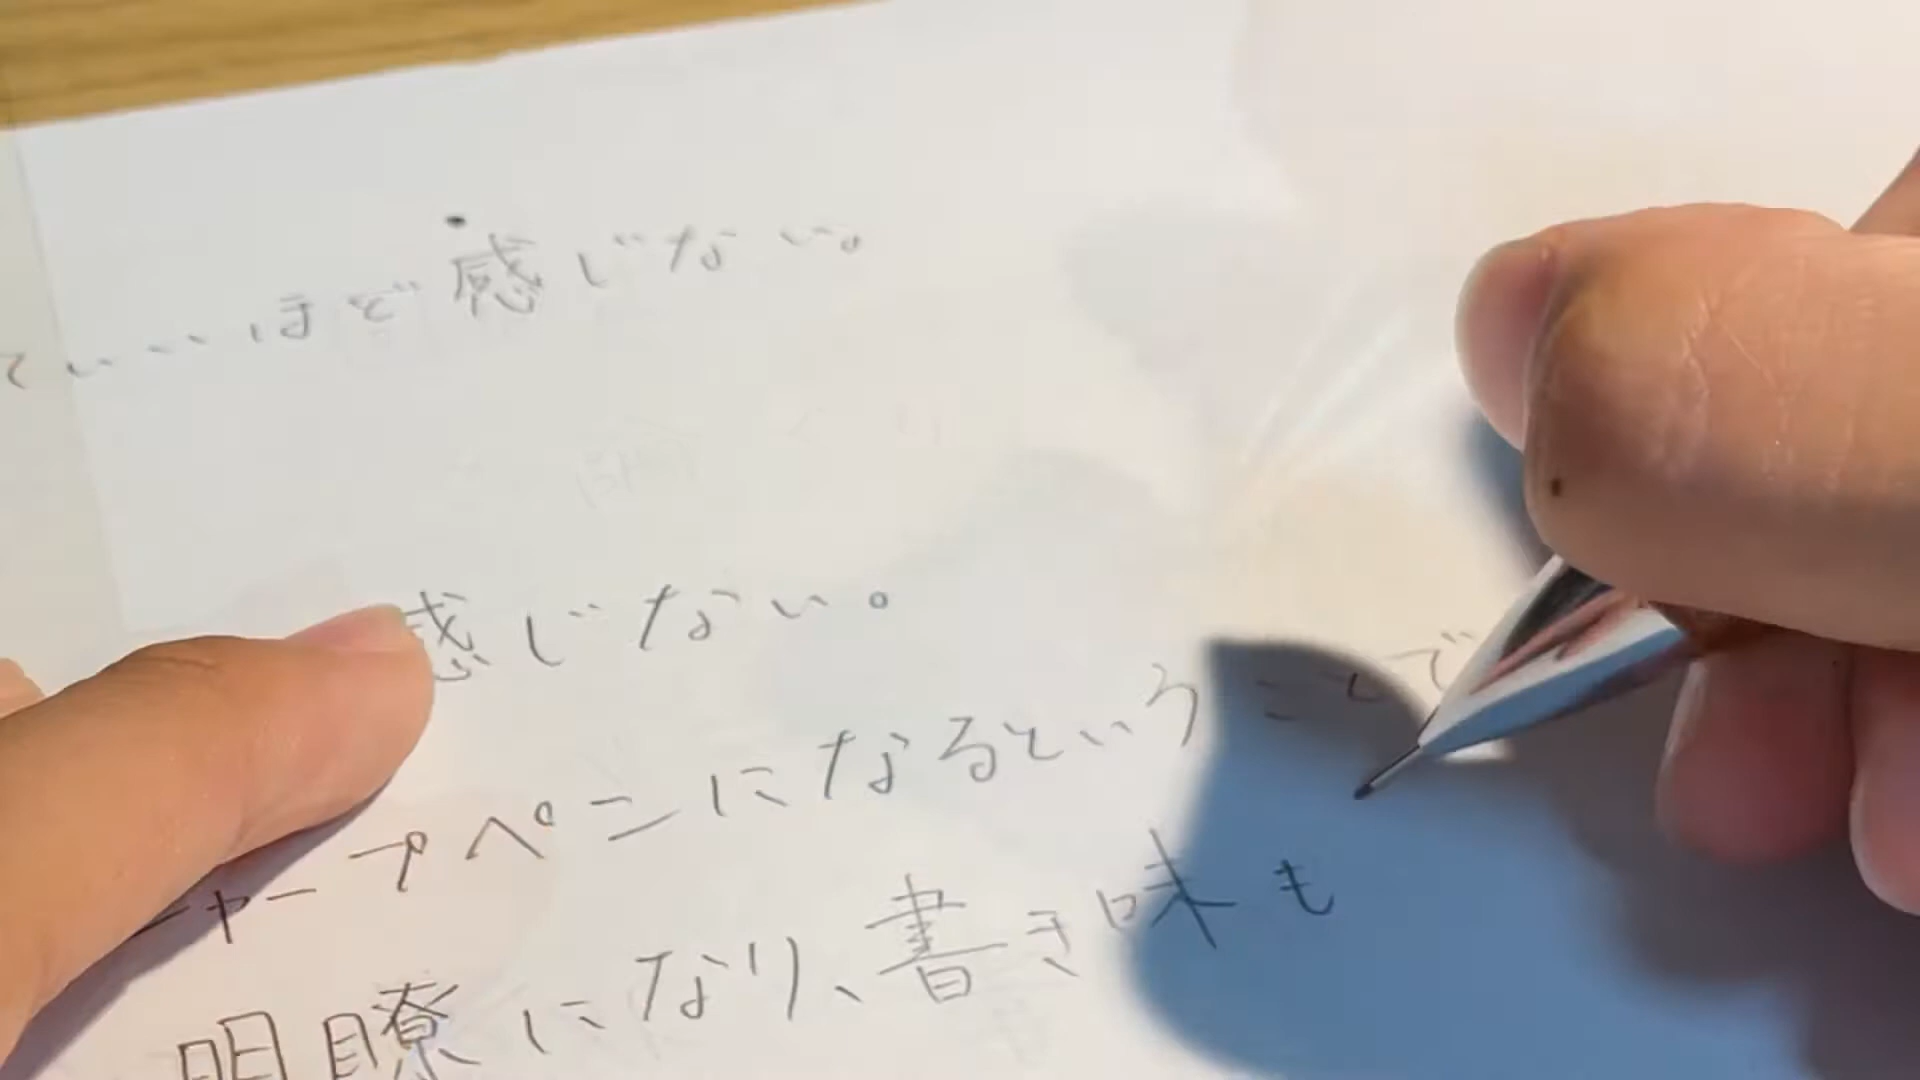 ていいほど感じない。
感じない。
ャープペンになるということで
明瞭になり、書き味も